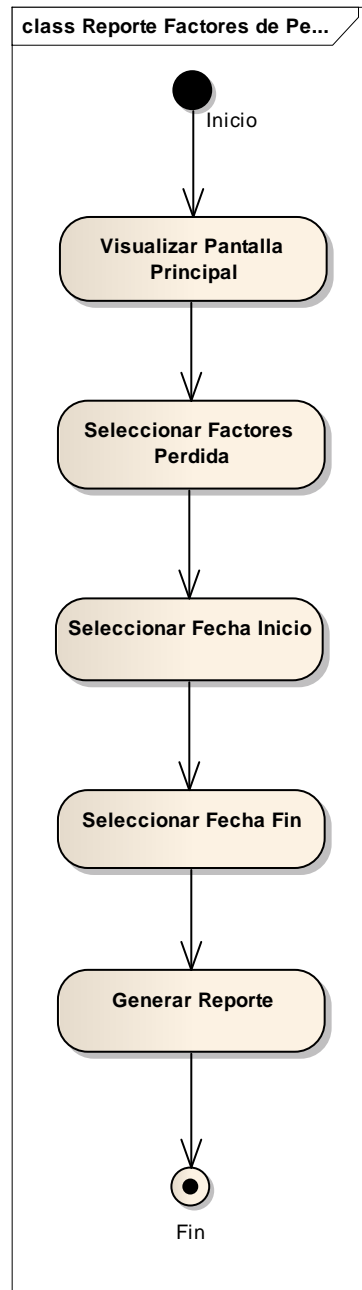 class Reporte Factores de Pe...
Inicio
Visualizar Pantalla
Principal
Seleccionar Factores
Perdida
Seleccionar Fecha Inicio
Seleccionar Fecha Fin
Generar Reporte
Fin